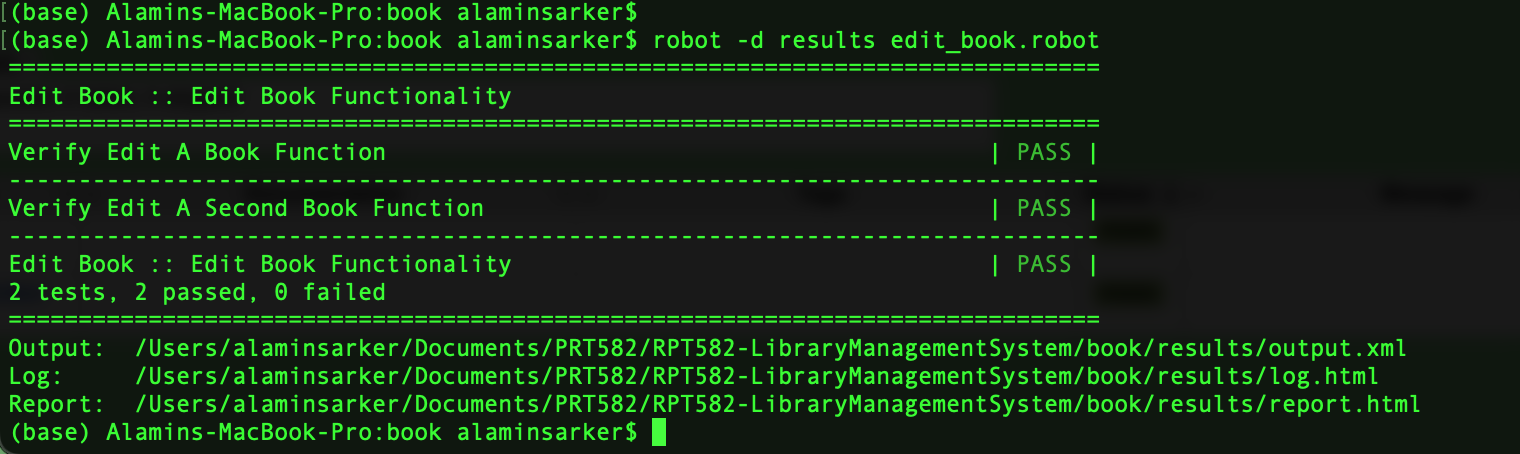 [(base) Alamins-MacBook-Pro:book alaminsarker$
[(base) Alamins-MacBook-Pro:book alaminsarker$ robot -d results edit_book.robot
==============================================================================
Edit Book :: Edit Book Functionality
==============================================================================
Verify Edit A Book Function                                           | PASS |
------------------------------------------------------------------------------
Verify Edit A Second Book Function                                    | PASS |
------------------------------------------------------------------------------
Edit Book :: Edit Book Functionality                                  | PASS |
2 tests, 2 passed, 0 failed
==============================================================================
Output:  /Users/alaminsarker/Documents/PRT582/RPT582-LibraryManagementSystem/book/results/output.xml
Log:     /Users/alaminsarker/Documents/PRT582/RPT582-LibraryManagementSystem/book/results/log.html
Report:  /Users/alaminsarker/Documents/PRT582/RPT582-LibraryManagementSystem/book/results/report.html
(base) Alamins-MacBook-Pro:book alaminsarker$